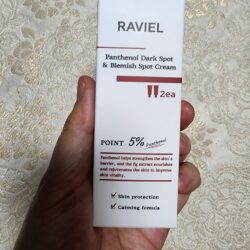 RAVIEL
Panthenol Dark Spot
& Blemish Spot Cream
2ea
POINT 5% Panthenol
Panthenol helps strengthen the skin's
barrier, and the fig extract nourishes
and rejuvenates the skin to improve
skin vitality.
Skin protection
Calming formula